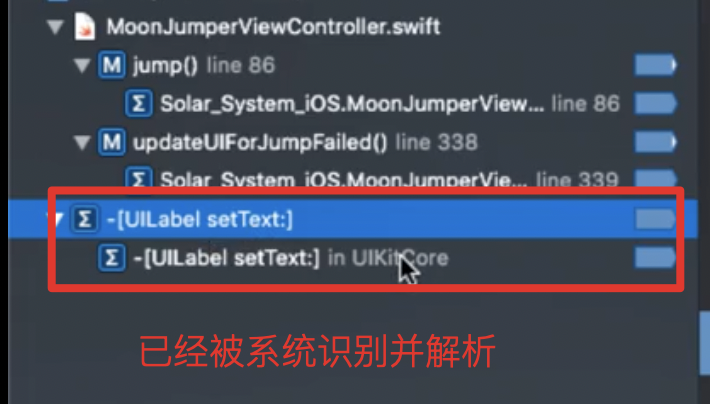 MoonJumperViewController.swift
M jump() line 86
Σ Solar_System_iOS.MoonJumperView... line 86
M updateUIForJumpFailed() line 338
Σ Solar_System_iOS.MoonJumperVie... line 339
Σ -[UILabel setText:]
Σ -[UILabel setText:] in UIKitCore
已经被系统识别并解析